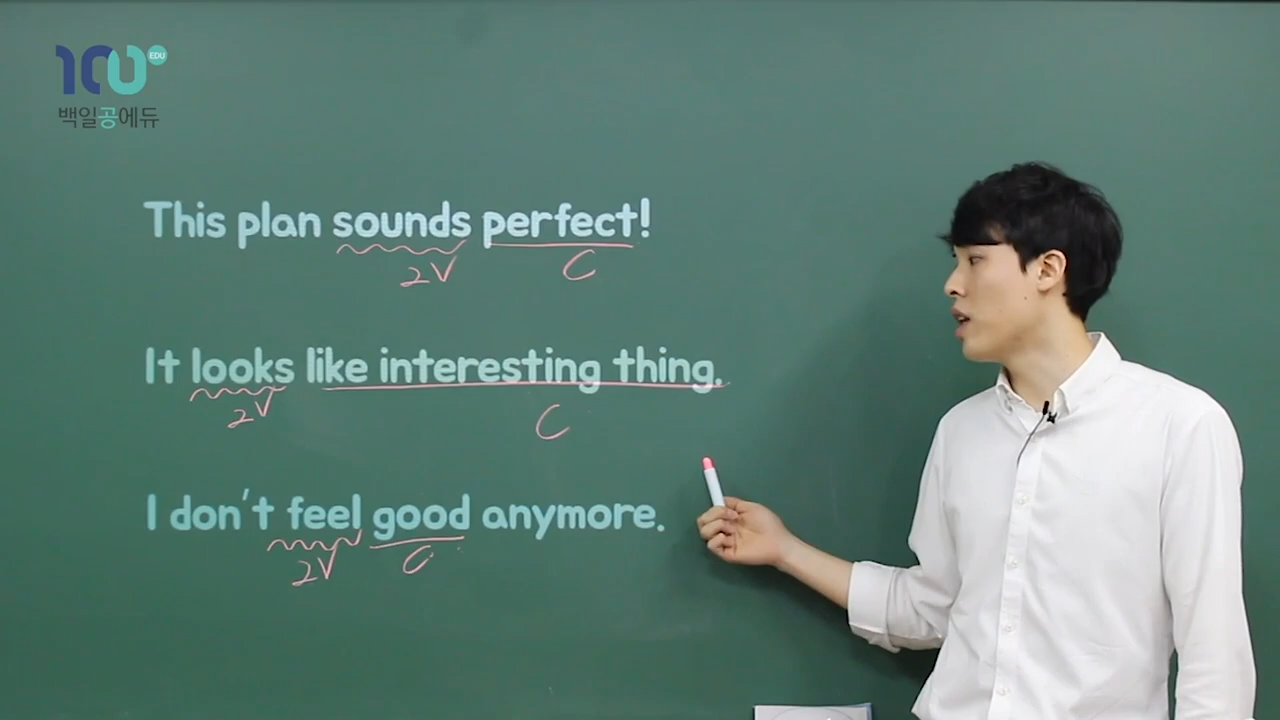 100 EDU
백일공에듀
This plan sounds perfect!
2V C
It looks like interesting thing.
2V C
I don't feel good anymore.
2V C